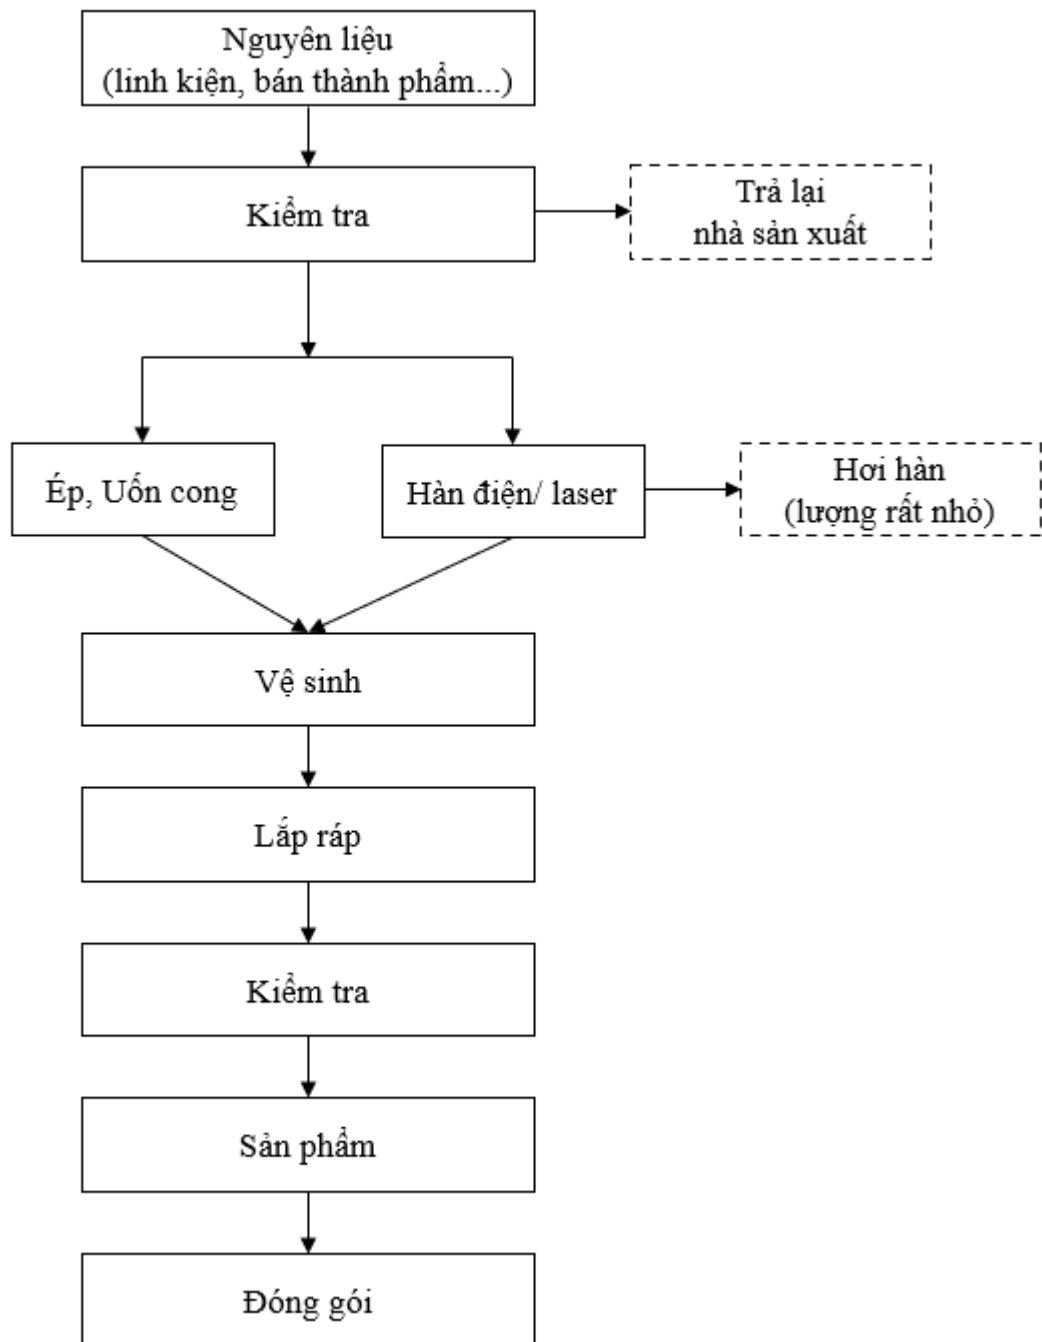 Nguyên liệu
(linh kiện, bán thành phẩm...)
Kiểm tra
Trả lại
nhà sản xuất
Ép, Uốn cong
Hàn điện/ laser
Hơi hàn
(lượng rất nhỏ)
Vệ sinh
Lắp ráp
Kiểm tra
Sản phẩm
Đóng gói